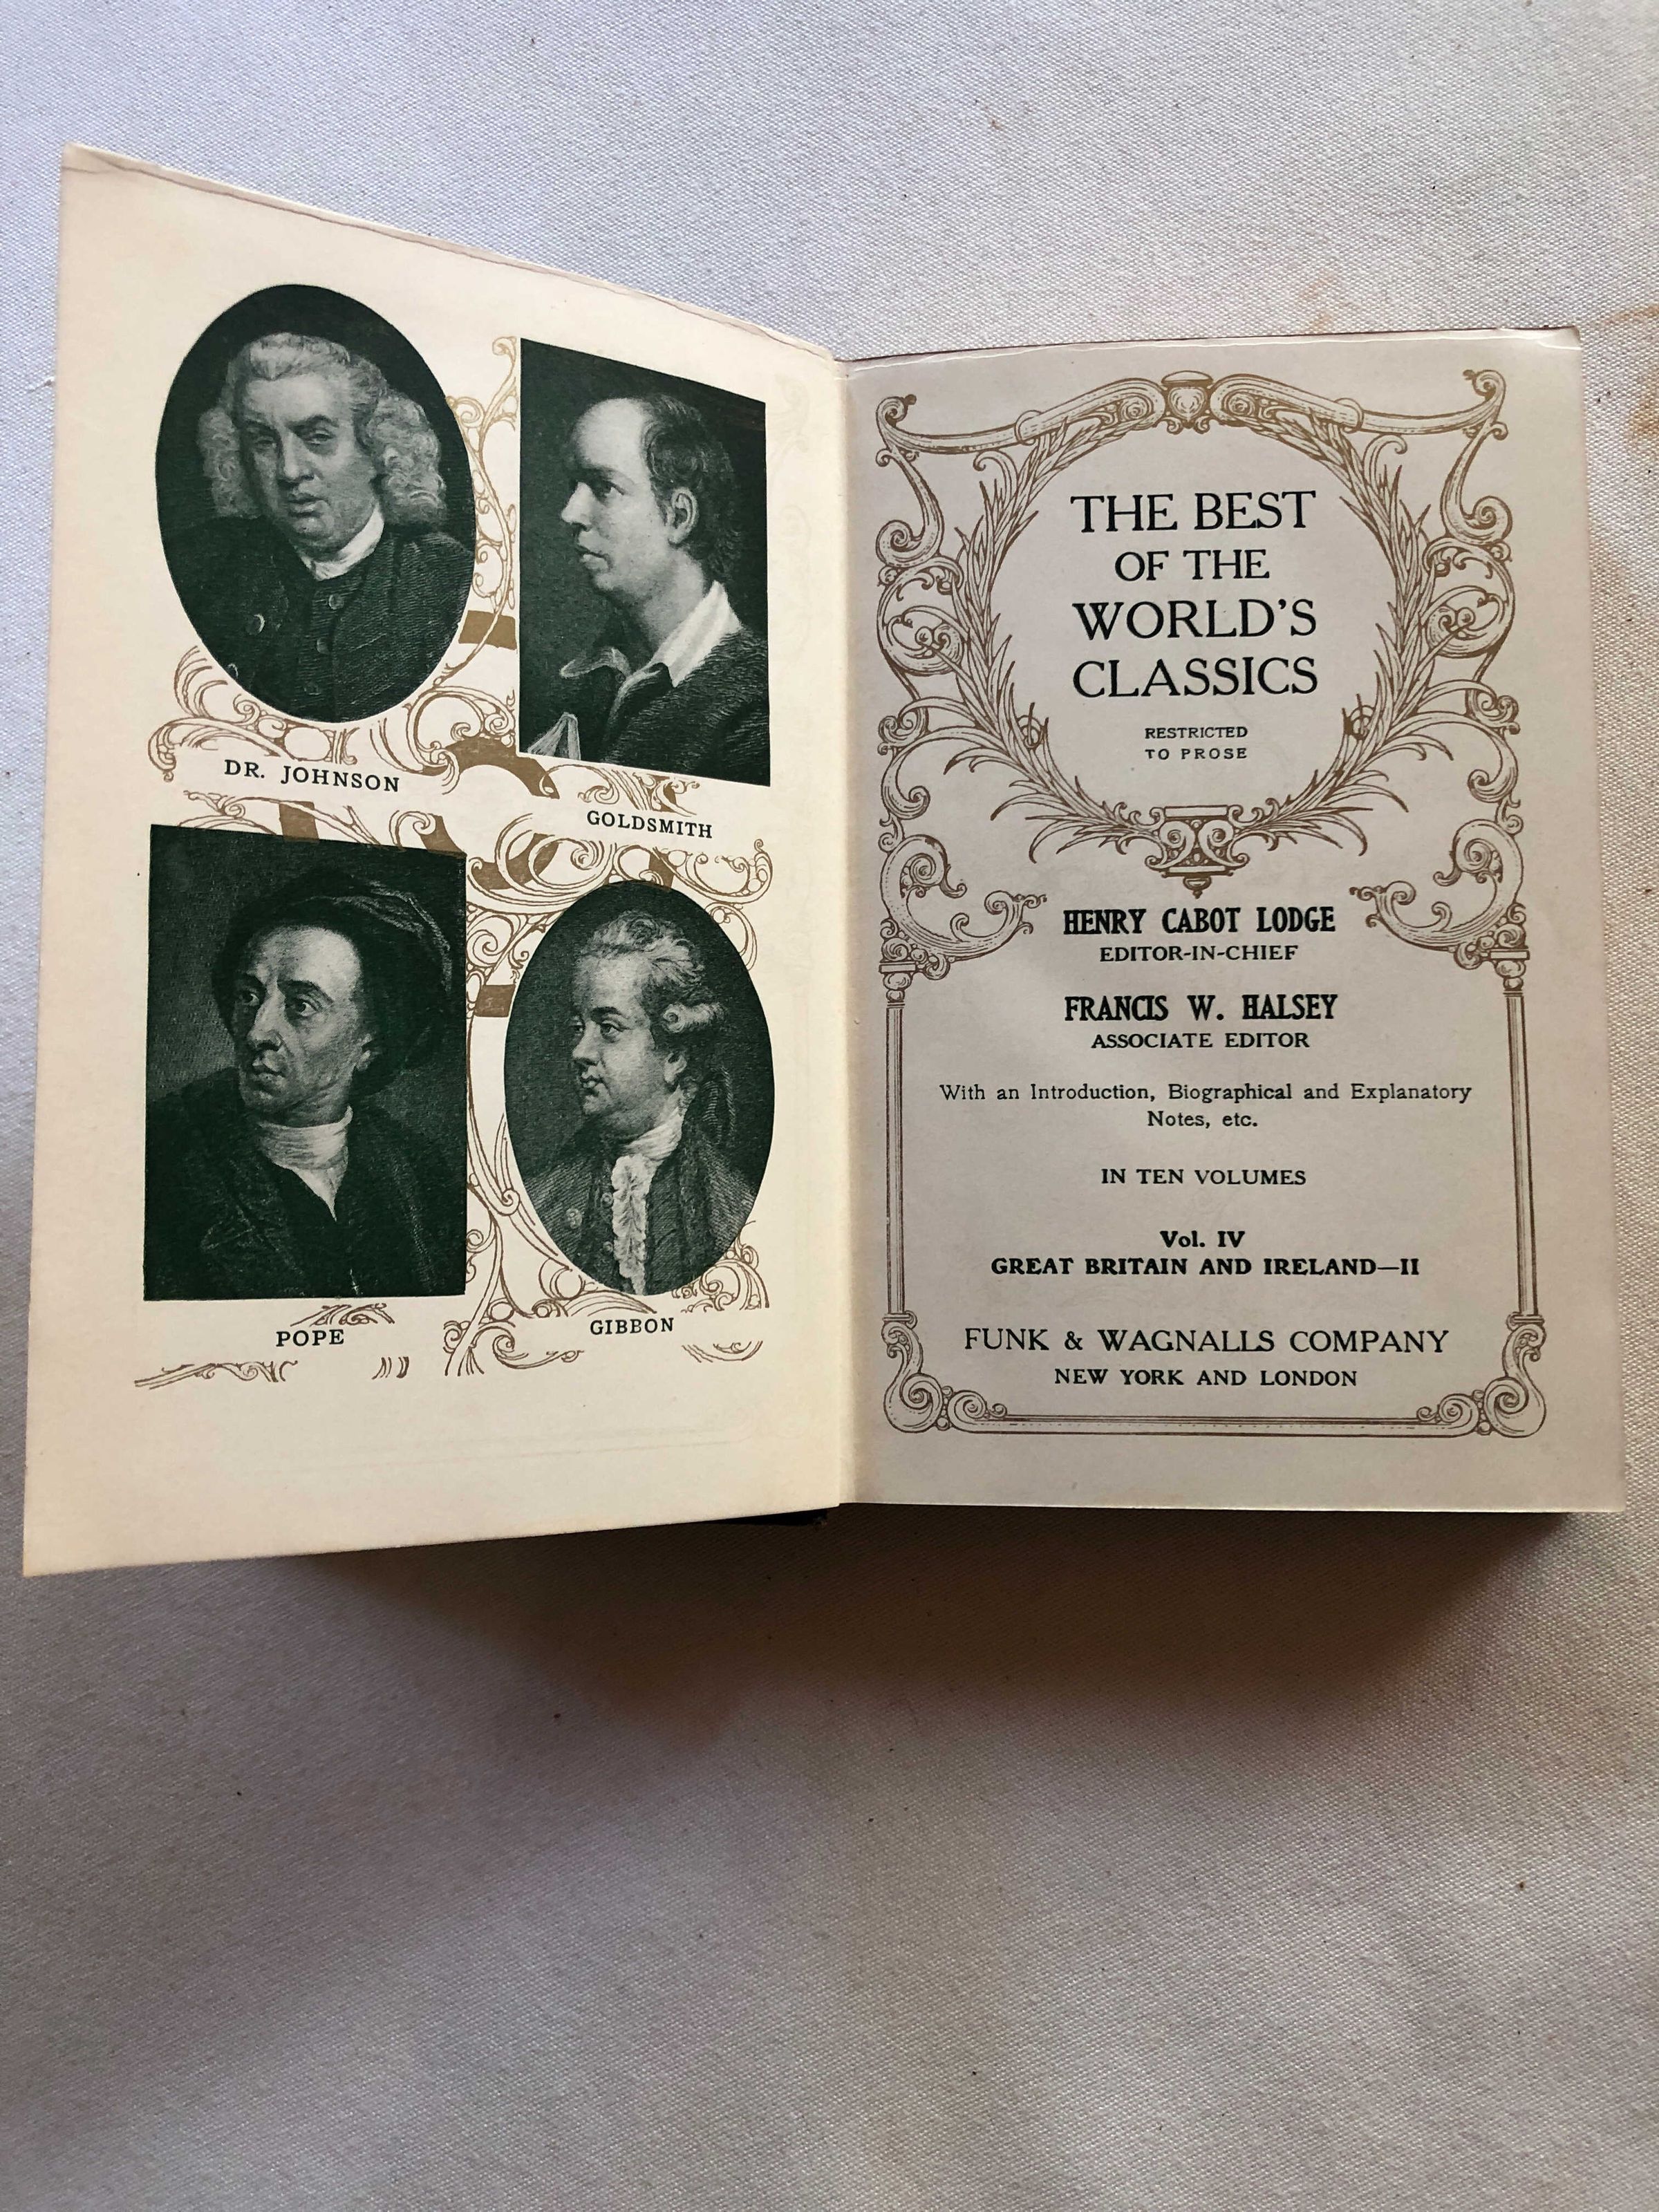 DR. JOHNSON
GOLDSMITH
POPE
GIBBON
THE BEST
OF THE
WORLD'S
CLASSICS
RESTRICTED
TO PROSE
HENRY CABOT LODGE
EDITOR-IN-CHIEF
FRANCIS W. HALSEY
ASSOCIATE EDITOR
With an Introduction, Biographical and Explanatory
Notes, etc.
IN TEN VOLUMES
Vol. IV
GREAT BRITAIN AND IRELAND—II
FUNK & WAGNALLS COMPANY
NEW YORK AND LONDON